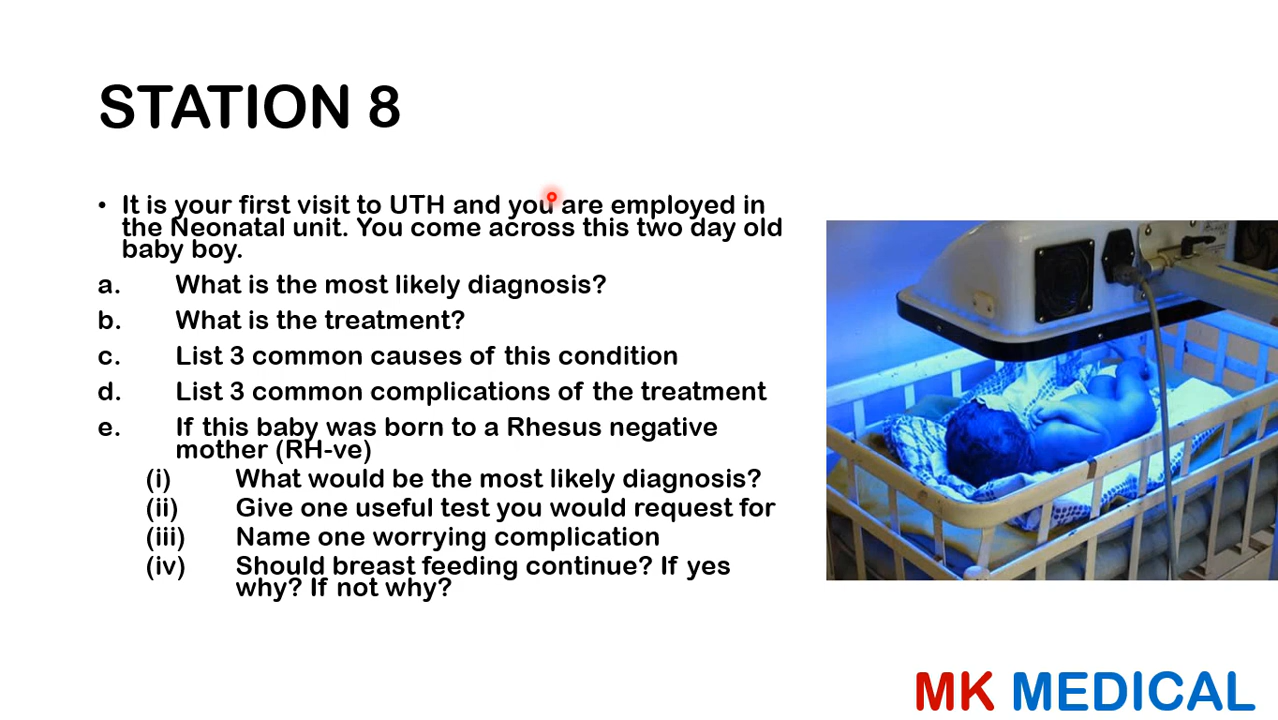 STATION 8
• It is your first visit to UTH and you are employed in
the Neonatal unit. You come across this two day old
baby boy.
a. What is the most likely diagnosis?
b. What is the treatment?
c. List 3 common causes of this condition
d. List 3 common complications of the treatment
e. If this baby was born to a Rhesus negative
mother (RH-ve)
(i) What would be the most likely diagnosis?
(ii) Give one useful test you would request for
(iii) Name one worrying complication
(iv) Should breast feeding continue? If yes
why? If not why?
MK MEDICAL